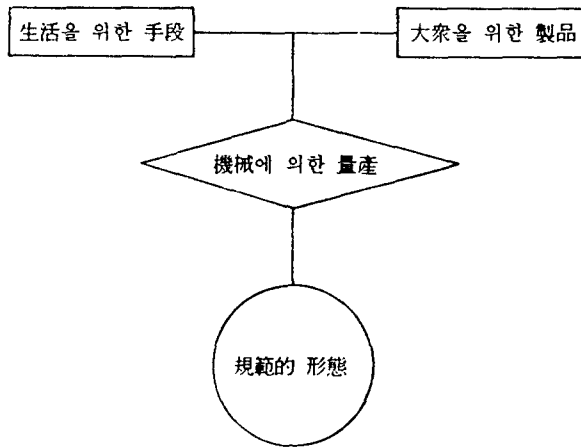 生活을 위한 手段
大衆을 위한 製品
機械에 의한 量產
規範的 形態